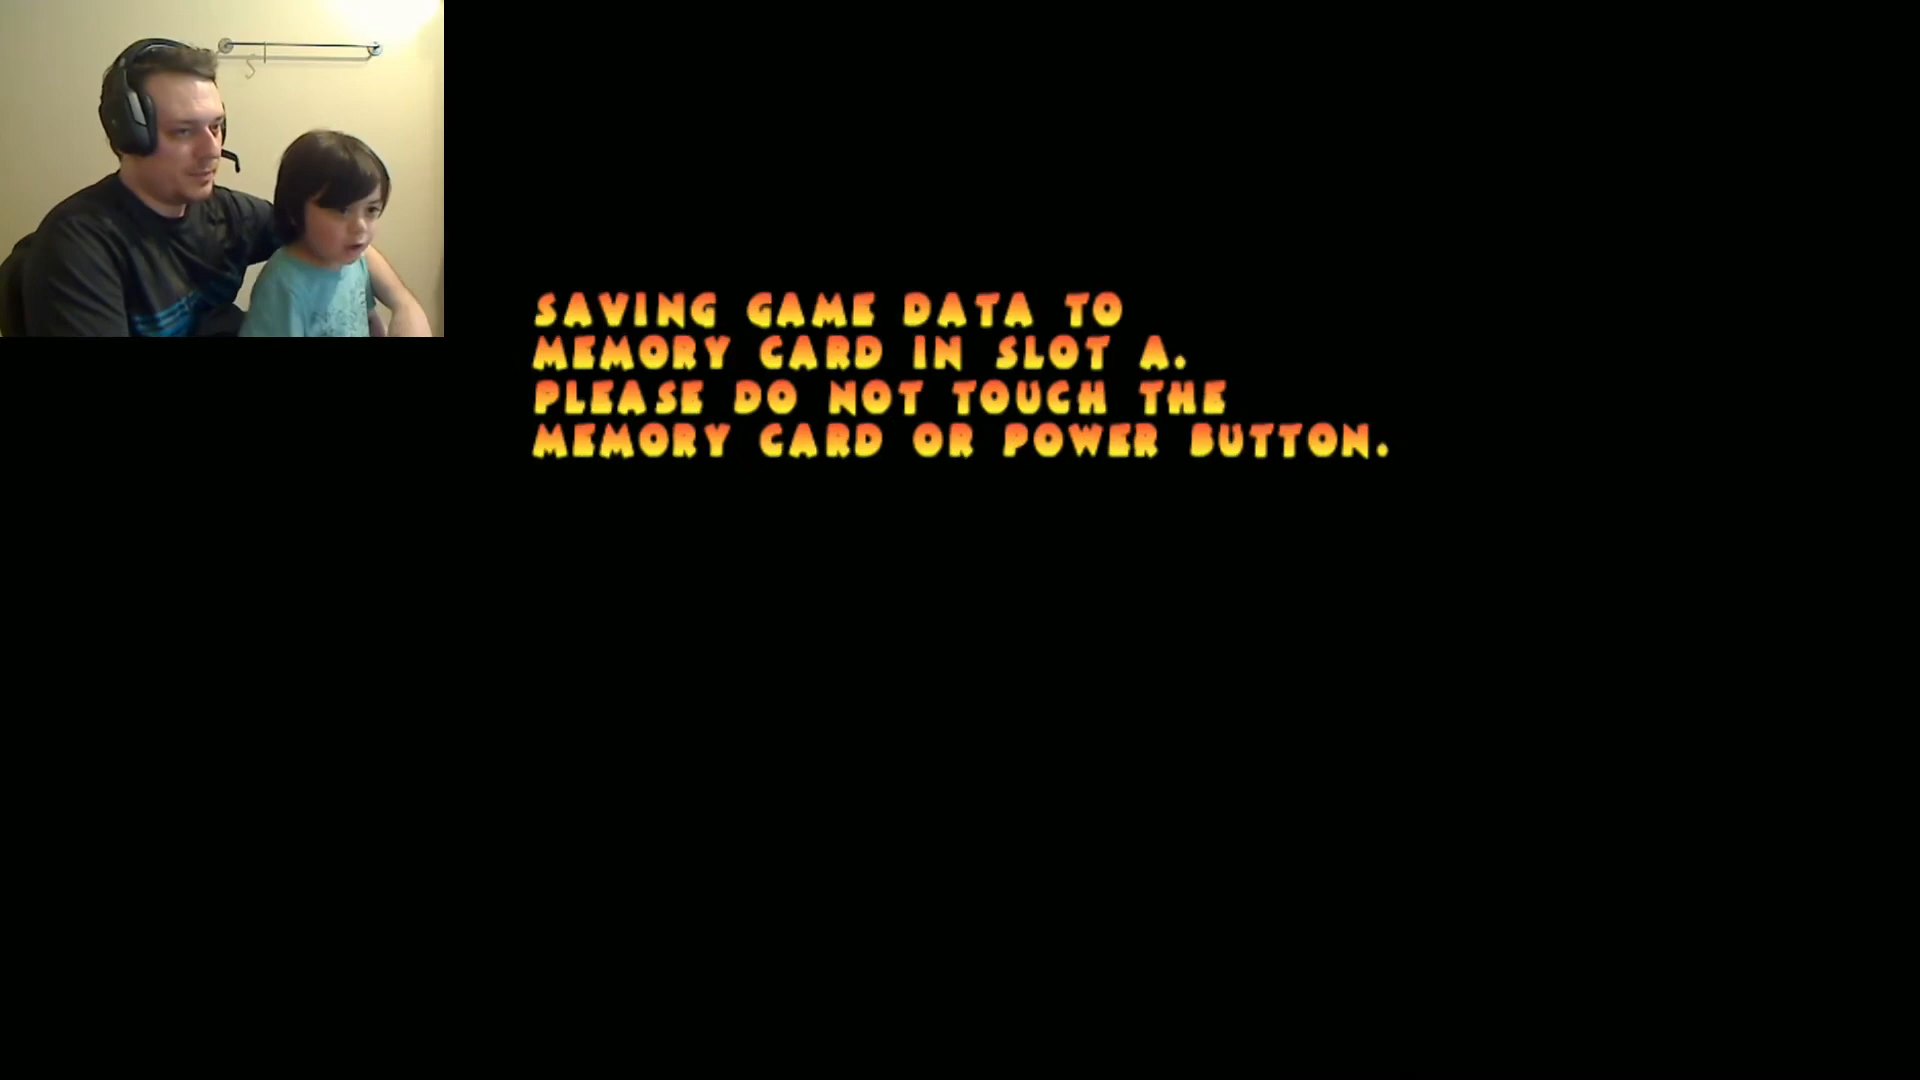 SAVING GAME DATA TO
MEMORY CARD IN SLOT A.
PLEASE DO NOT TOUCH THE
MEMORY CARD OR POWER BUTTON.